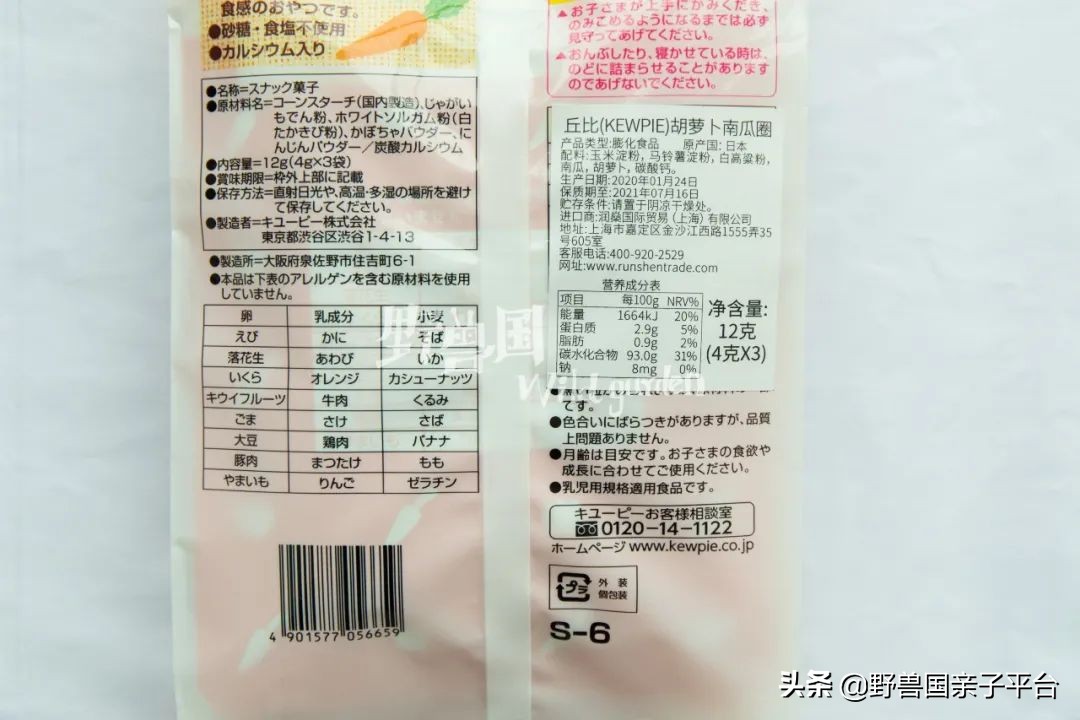 食感のおやつです。
●砂糖・食塩不使用
●カルシウム入り
●名称=スナック菓子
●原材料名=コーンスターチ(国内製造)、じゃがい
もでん粉、ホワイトソルガム粉(白
たかきび粉)、かぼちゃパウダー、に
んじんパウダー/炭酸カルシウム
●内容量=12g(4g×3袋)
●賞味期限=枠外上部に記載
●保存方法=直射日光や、高温・多湿の場所を避け
て保存してください。
●製造者=キユーピー株式会社
東京都渋谷区渋谷1-4-13
●製造所=大阪府泉佐野市住吉町6-1
●本品は下表のアレルゲンを含む原材料を使用
していません。
卵 乳成分 小麦
えび かに そば
落花生 あわび いか
いくら オレンジ カシューナッツ
キウイフルーツ 牛肉 くるみ
ごま さけ さば
大豆 鶏肉 バナナ
豚肉 まつたけ もも
やまいも りんご ゼラチン
4 901577 056659
▲お子さまが上手にかみくだき、
のみこめるようになるまでは必ず
見守ってあげてください。
▲おんぶしたり、寝かせている時は、
のどに詰まらせることがあります
のであげないでください。
丘比(KEWPIE)胡萝卜南瓜圈
产品类型:膨化食品 原产国: 日本
配料:玉米淀粉，马铃薯淀粉，白高粱粉，
南瓜，胡萝卜，碳酸钙。
生产日期:2020年01月24日
保质期至:2021年07月16日
贮存条件:请置于阴凉干燥处。
进口商:润燊国际贸易（上海）有限公司
地址:上海市嘉定区金沙江西路1555弄35
号605室
客服电话:400-920-2529
网址:www.runshentrade.com
营养成分表
项目 每100g NRV%
能量 1664kJ 20%
蛋白质 2.9g 5%
脂肪 0.9g 2%
碳水化合物 93.0g 31%
钠 8mg 0%
净含量:
12克
(4克X3)
です。
●色合いにばらつきがありますが、品質
上問題ありません。
●月齢は目安です。お子さまの食欲や
成長に合わせてご使用ください。
●乳児用規格適用食品です。
キユーピーお客様相談室
0120-14-1122
ホームページ www.kewpie.co.jp
プラ 外装
個包装
S-6
野兽国
Wild garden
头条 @野兽国亲子平台